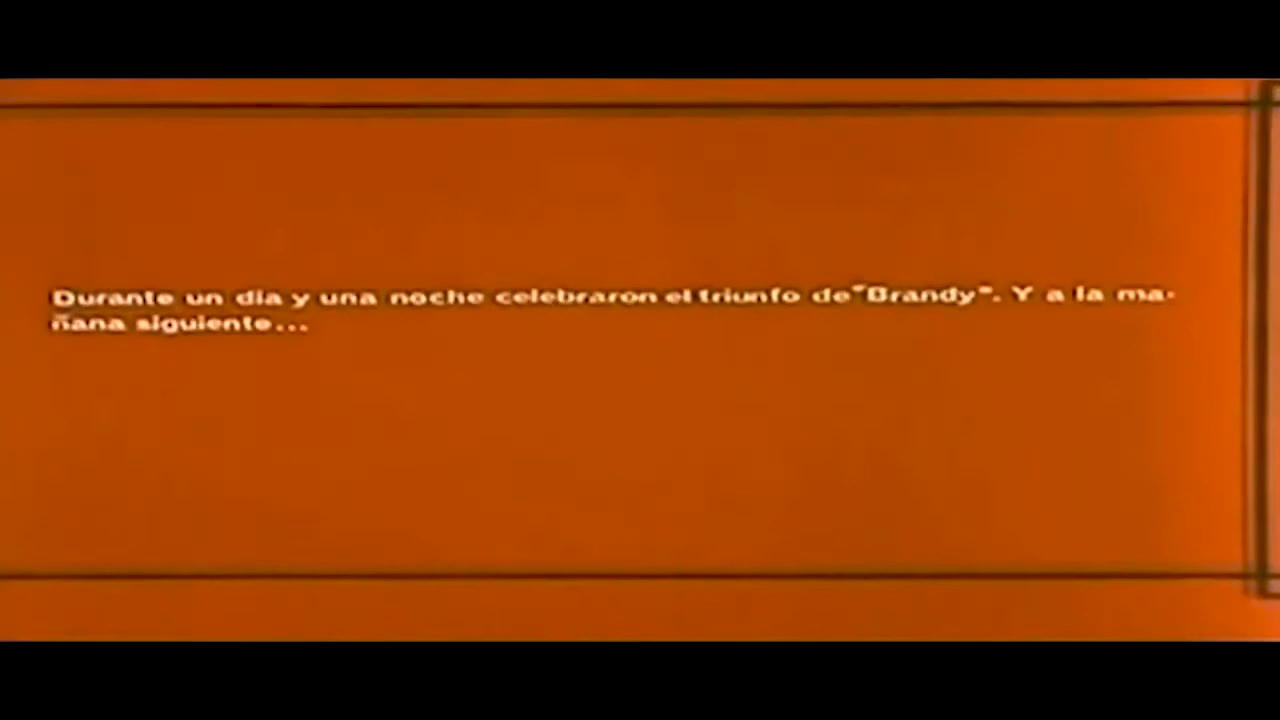 Durante un dia y una noche celebraron el triunfo de "Brandy". Y a la ma-
ñana siguiente...